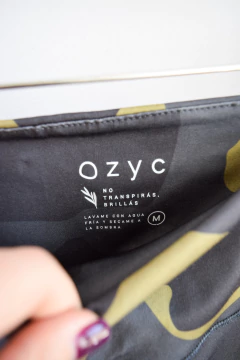 ozyc
NO
TRANSPIRÁS,
BRILLÁS
LAVAME CON AGUA
FRÍA Y SECAME A
LA SOMBRA
M